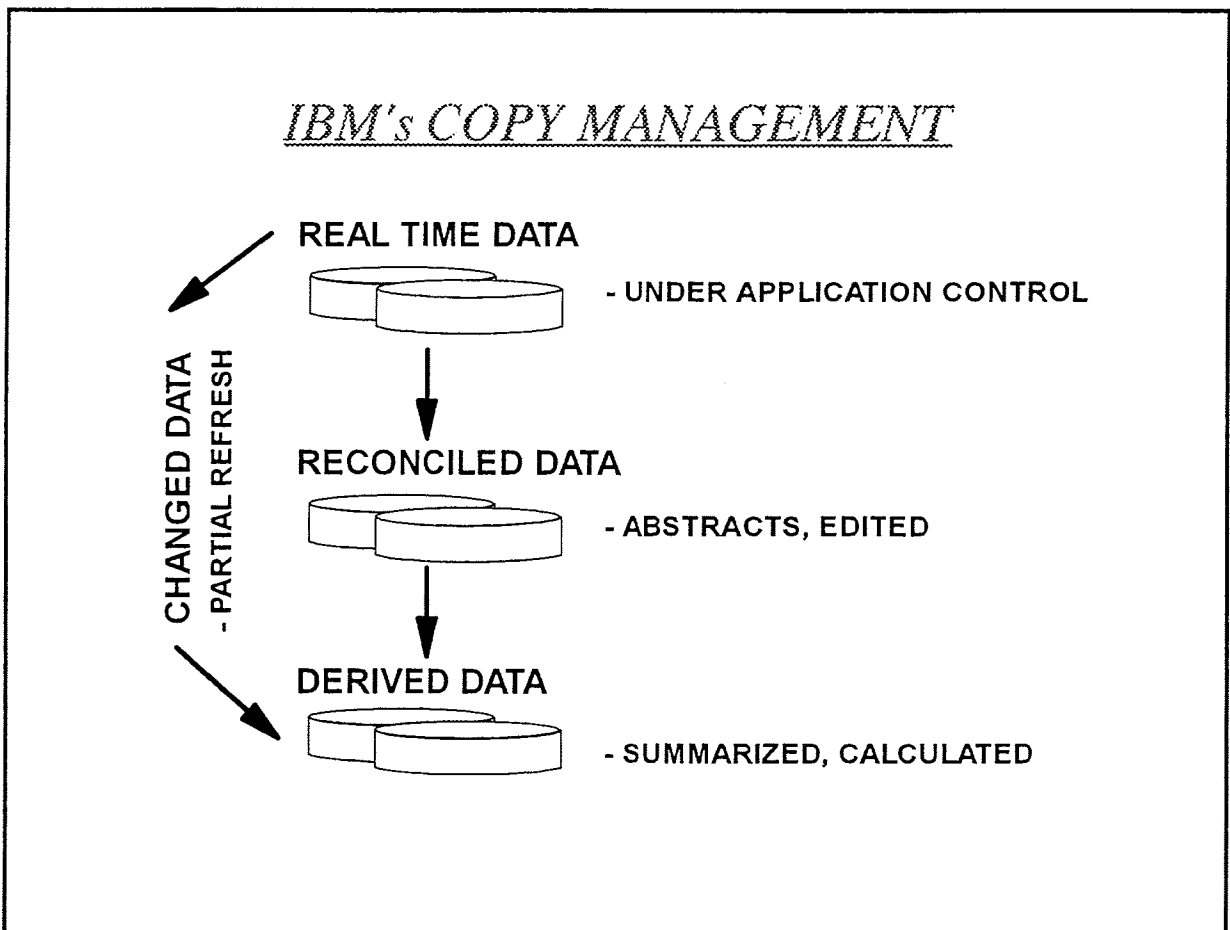 IBM's COPY MANAGEMENT
REAL TIME DATA
- UNDER APPLICATION CONTROL
CHANGED DATA
- PARTIAL REFRESH
RECONCILED DATA
- ABSTRACTS, EDITED
DERIVED DATA
- SUMMARIZED, CALCULATED